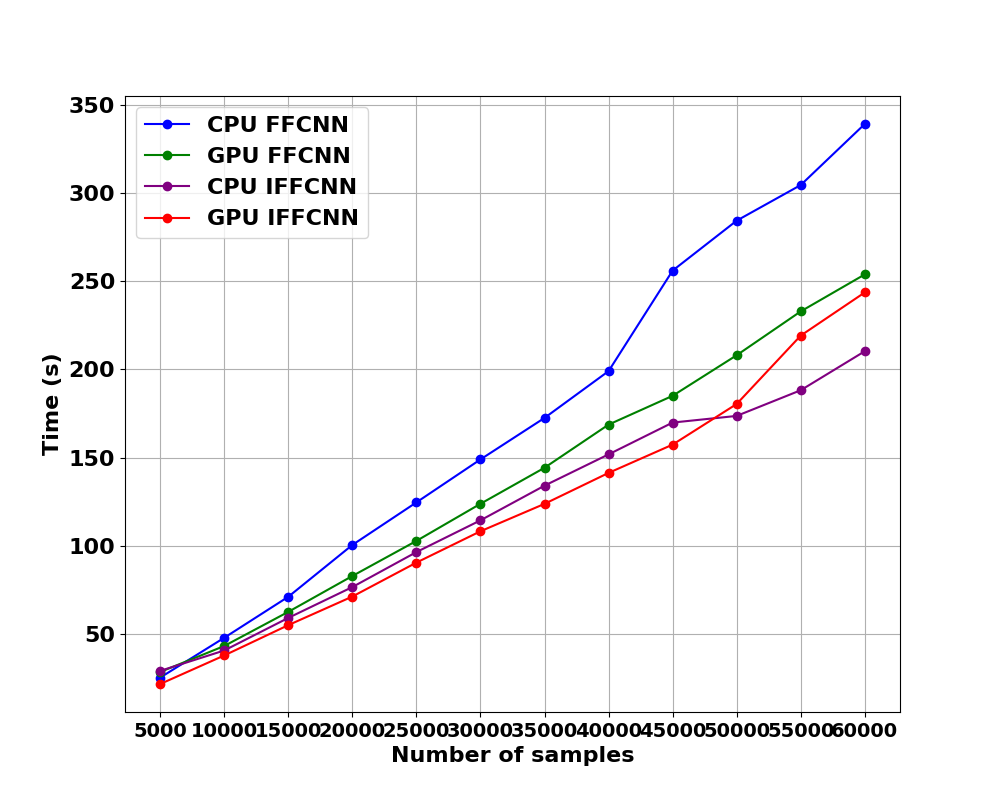 CPU FFCNN
GPU FFCNN
CPU IFFCNN
GPU IFFCNN
350
300
250
200
150
100
50
Time (s)
5000 10000 15000 20000 25000 30000 35000 40000 45000 50000 55000 60000
Number of samples